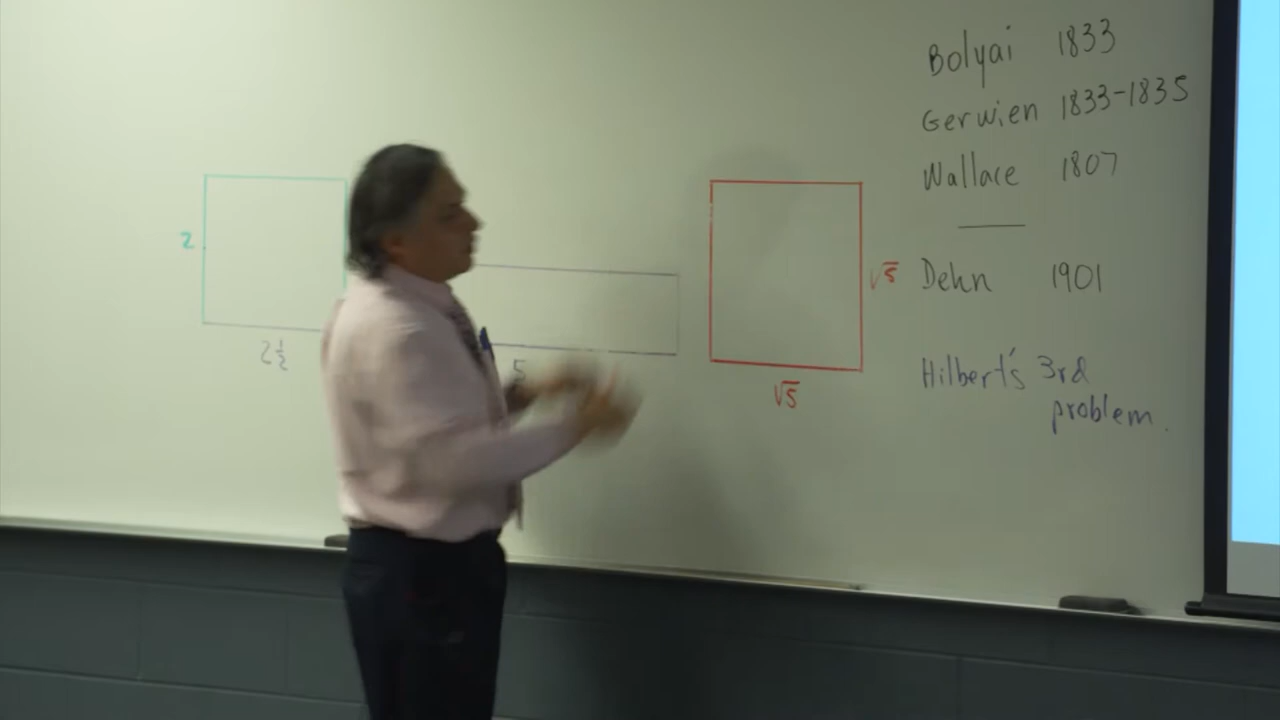 Bolyai 1833
Gerwien 1833-1835
Wallace 1807
Dehn 1901
Hilbert's 3rd
problem.
2
2½
5
√5
√5